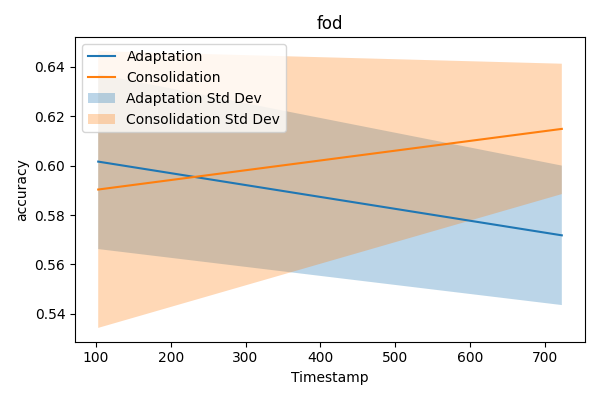 fod
Adaptation
Consolidation
Adaptation Std Dev
Consolidation Std Dev
accuracy
0.64
0.62
0.60
0.58
0.56
0.54
100 200 300 400 500 600 700
Timestamp